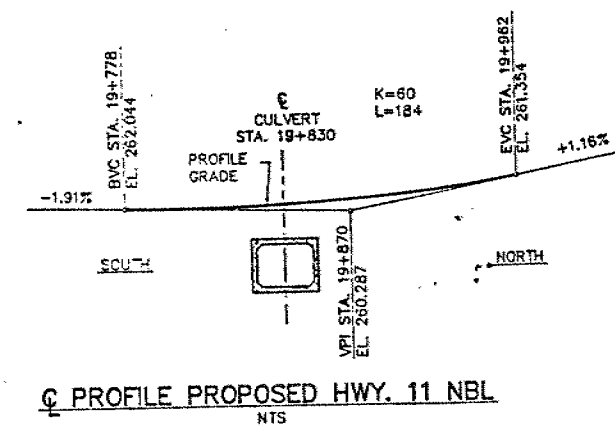 BVC STA. 19+778
EL. 262.044
℄
CULVERT
STA. 19+830
K=60
L=184
EVC STA. 19+962
EL. 261.354
PROFILE
GRADE
-1.91%
+1.16%
SOUTH
NORTH
VPI STA. 19+870
EL. 260.287
℄ PROFILE PROPOSED HWY. 11 NBL
NTS